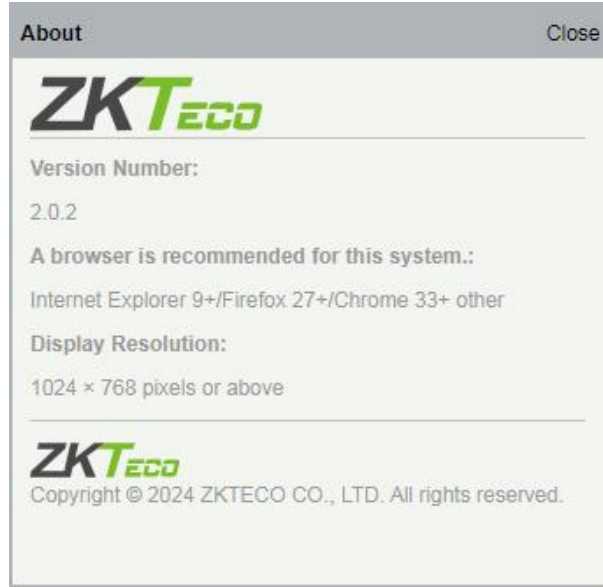 About Close
ZKTECO
Version Number:
2.0.2
A browser is recommended for this system.:
Internet Explorer 9+/Firefox 27+/Chrome 33+ other
Display Resolution:
1024 × 768 pixels or above
ZKTECO
Copyright © 2024 ZKTECO CO., LTD. All rights reserved.